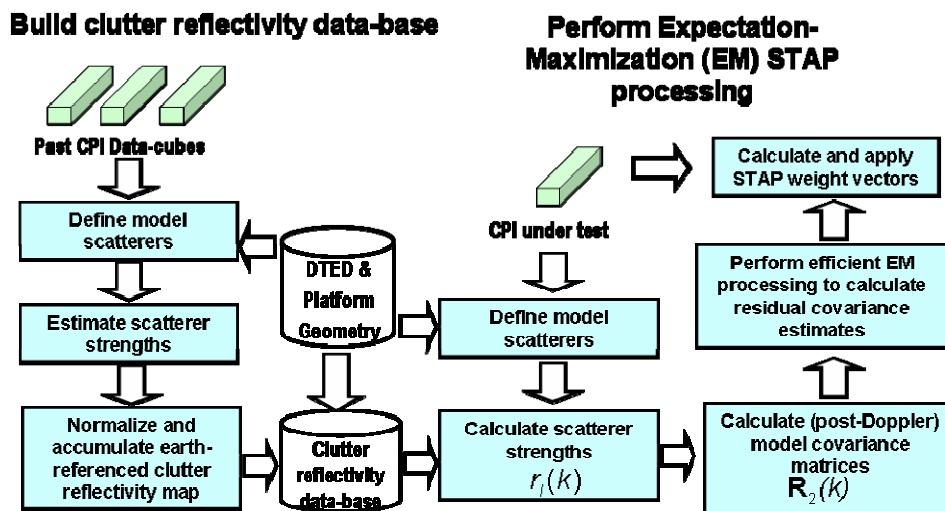 Build clutter reflectivity data-base
Past CPI Data-cubes
Define model
scatterers
Estimate scatterer
strengths
Normalize and
accumulate earth-
referenced clutter
reflectivity map
DTED &
Platform
Geometry
Clutter
reflectivity
data-base
Perform Expectation-
Maximization (EM) STAP
processing
CPI under test
Define model
scatterers
Calculate scatterer
strengths
r_l(k)
Calculate (post-Doppler)
model covariance
matrices
R_2(k)
Perform efficient EM
processing to calculate
residual covariance
estimates
Calculate and apply
STAP weight vectors